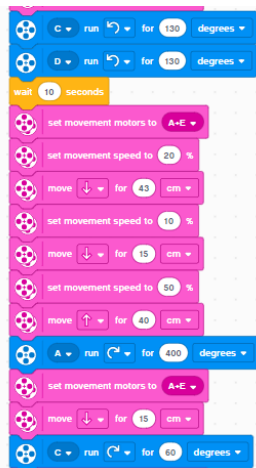 C run for 130 degrees
D run for 130 degrees
wait 10 seconds
set movement motors to A+E
set movement speed to 20 %
move for 43 cm
set movement speed to 10 %
move for 15 cm
set movement speed to 50 %
move for 40 cm
A run for 400 degrees
set movement motors to A+E
move for 15 cm
C run for 60 degrees